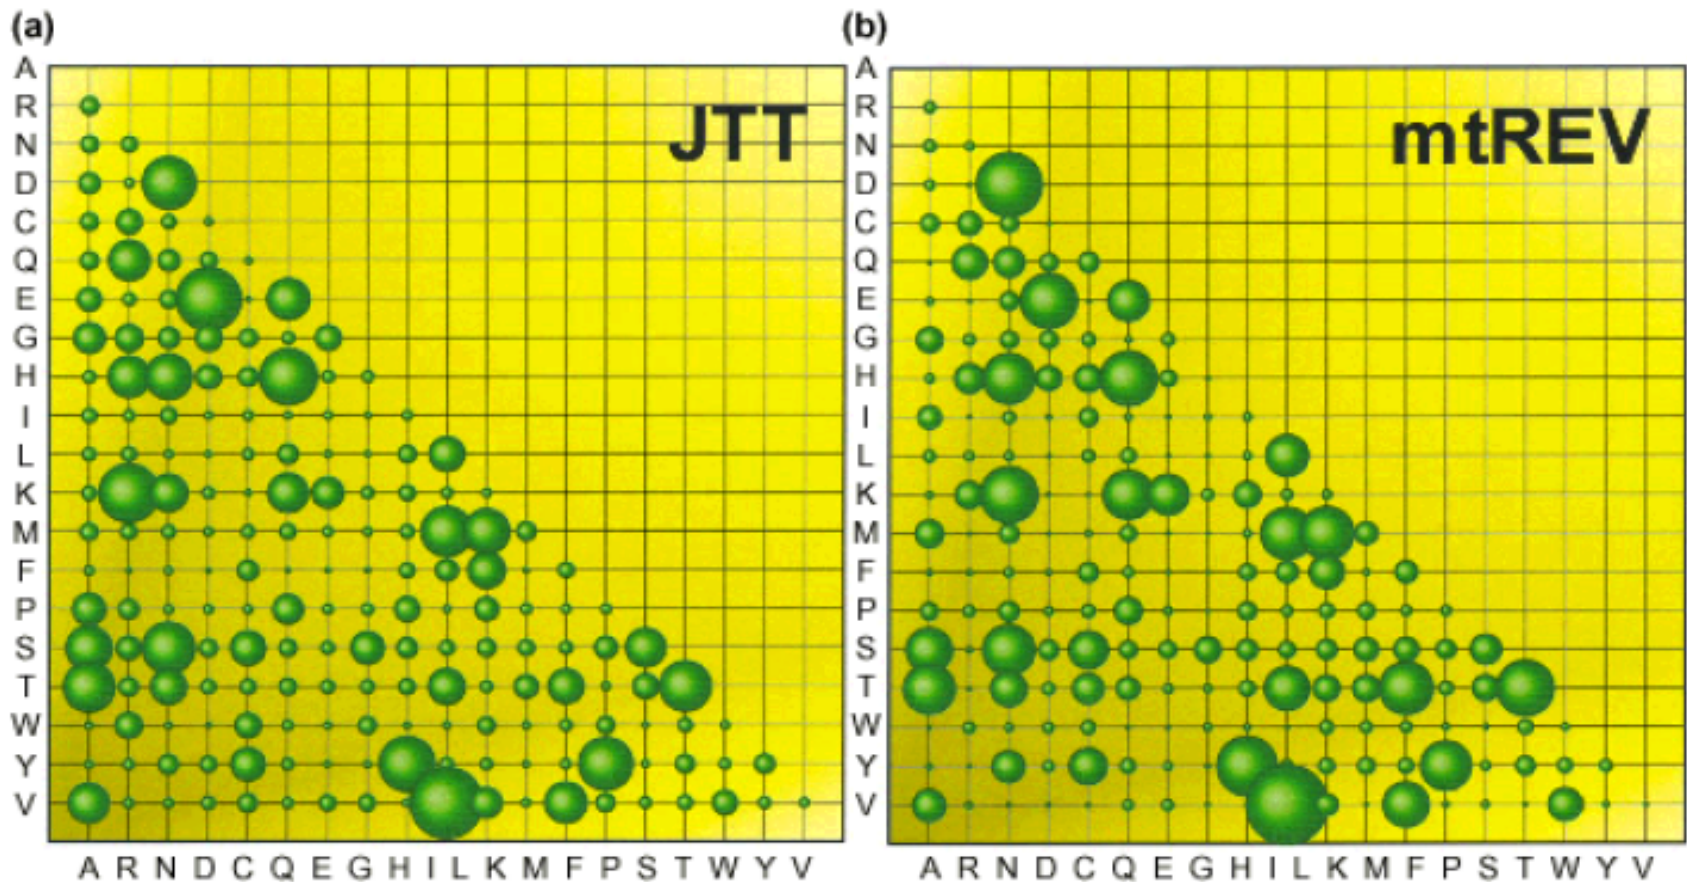 (a)
JTT
A
R
N
D
C
Q
E
G
H
I
L
K
M
F
P
S
T
W
Y
V
A R N D C Q E G H I L K M F P S T W Y V
(b)
mtREV
A
R
N
D
C
Q
E
G
H
I
L
K
M
F
P
S
T
W
Y
V
A R N D C Q E G H I L K M F P S T W Y V